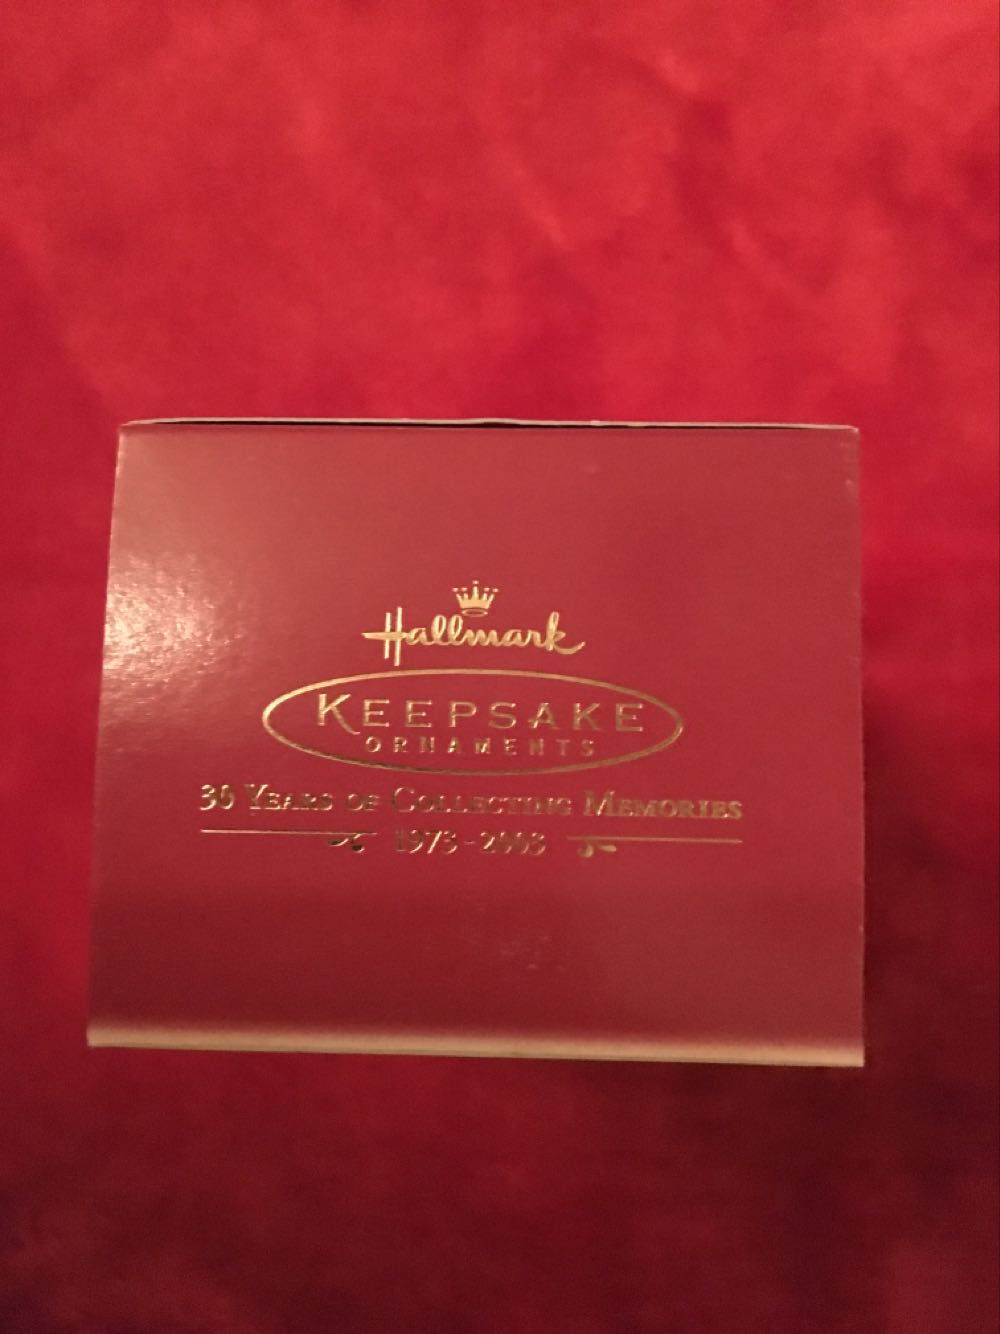 Hallmark
KEEPSAKE
ORNAMENTS
30 YEARS OF COLLECTING MEMORIES
1973-2003